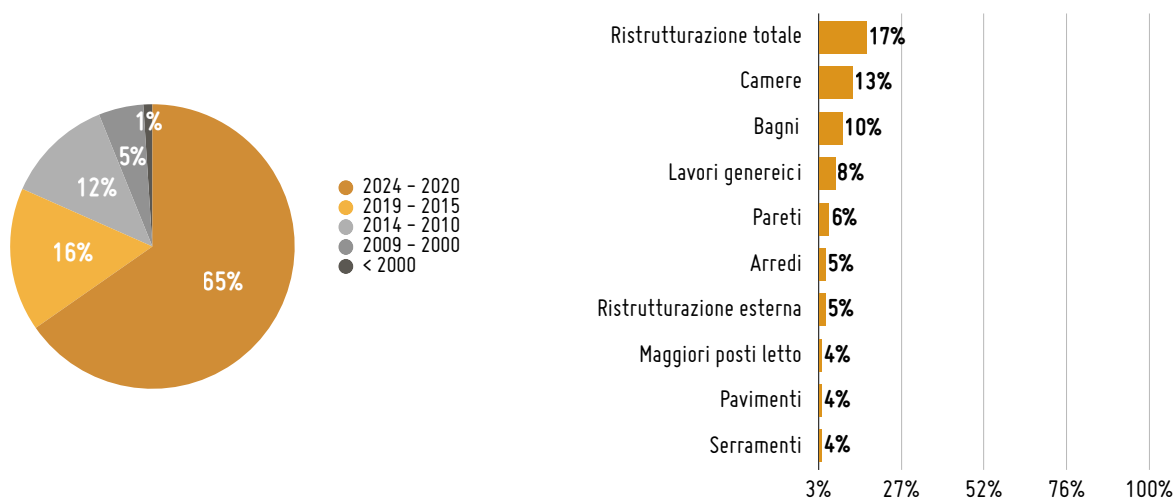 1%
5%
12%
16%
65%
2024 - 2020
2019 - 2015
2014 - 2010
2009 - 2000
< 2000
Ristrutturazione totale 17%
Camere 13%
Bagni 10%
Lavori genereici 8%
Pareti 6%
Arredi 5%
Ristrutturazione esterna 5%
Maggiori posti letto 4%
Pavimenti 4%
Serramenti 4%
3% 27% 52% 76% 100%